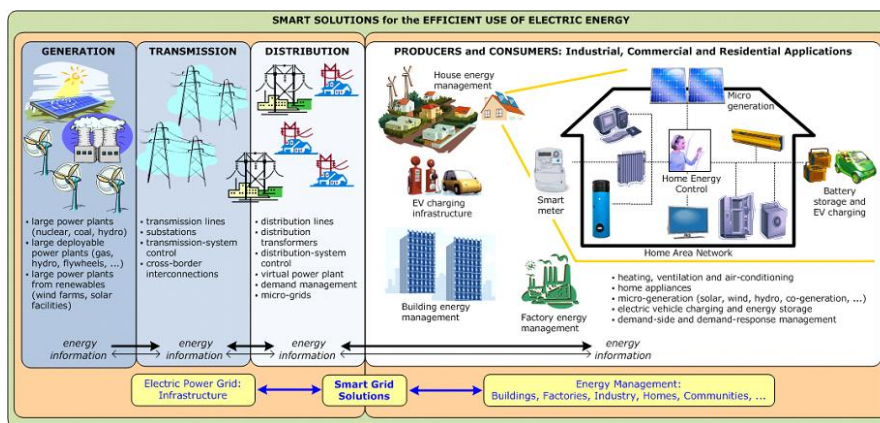 SMART SOLUTIONS for the EFFICIENT USE OF ELECTRIC ENERGY
GENERATION
• large power plants
(nuclear, coal, hydro)
• large deployable
power plants (gas,
hydro, flywheels, ...)
• large power plants
from renewables
(wind farms, solar
facilities)
TRANSMISSION
• transmission lines
• substations
• transmission-system
control
• cross-border
interconnections
DISTRIBUTION
• distribution lines
• distribution
transformers
• distribution-system
control
• virtual power plant
• demand management
• micro-grids
PRODUCERS and CONSUMERS: Industrial, Commercial and Residential Applications
House energy
management
EV charging
infrastructure
Building energy
management
Smart
meter
Factory energy
management
Micro
generation
Home Energy
Control
Home Area Network
Battery
storage and
EV charging
• heating, ventilation and air-conditioning
• home appliances
• micro-generation (solar, wind, hydro, co-generation, ...)
• electric vehicle charging and energy storage
• demand-side and demand-response management
energy
information
energy
information
energy
information
energy
information
Electric Power Grid:
Infrastructure
Smart Grid
Solutions
Energy Management:
Buildings, Factories, Industry, Homes, Communities, ...